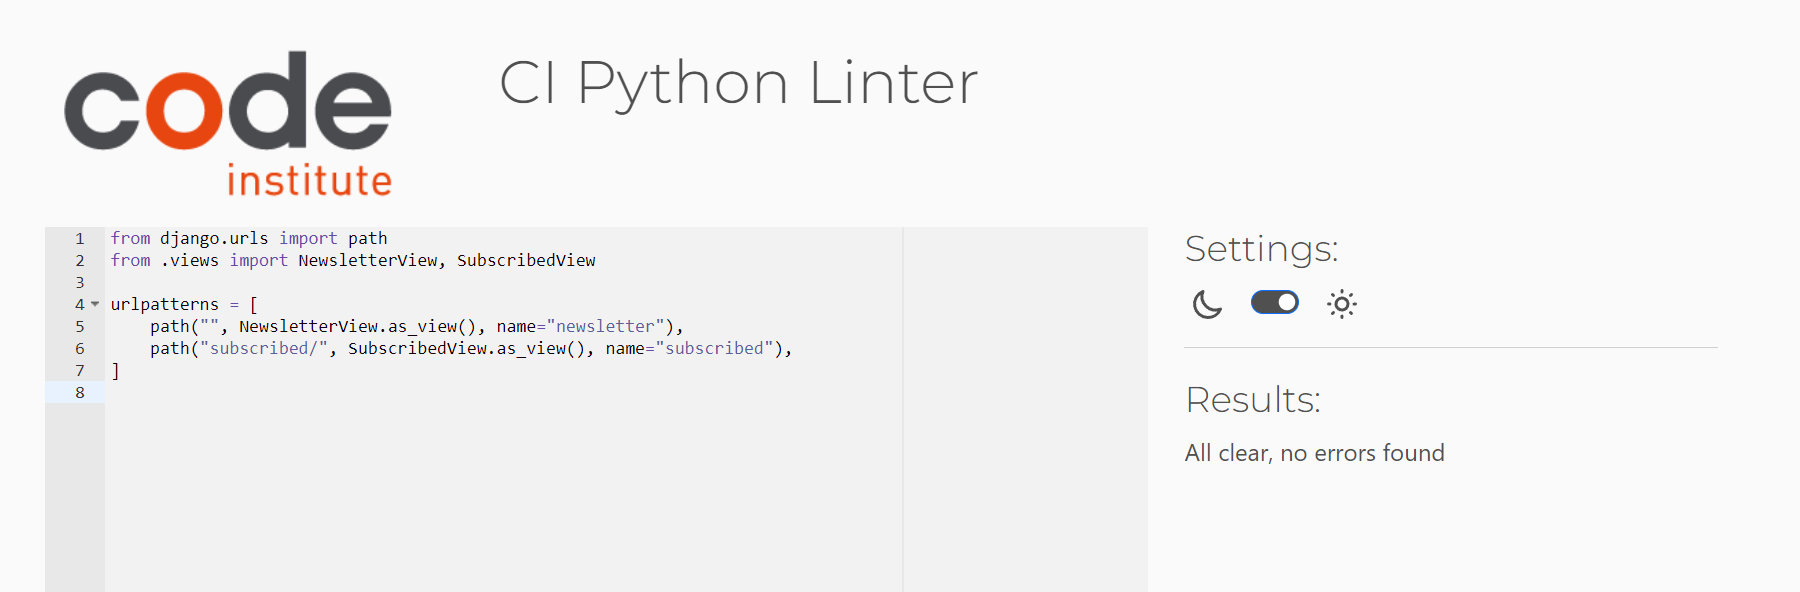 code
institute
CI Python Linter
1 from django.urls import path
2 from .views import NewsletterView, SubscribedView
3
4 urlpatterns = [
5     path("", NewsletterView.as_view(), name="newsletter"),
6     path("subscribed/", SubscribedView.as_view(), name="subscribed"),
7 ]
8
Settings:
Results:
All clear, no errors found